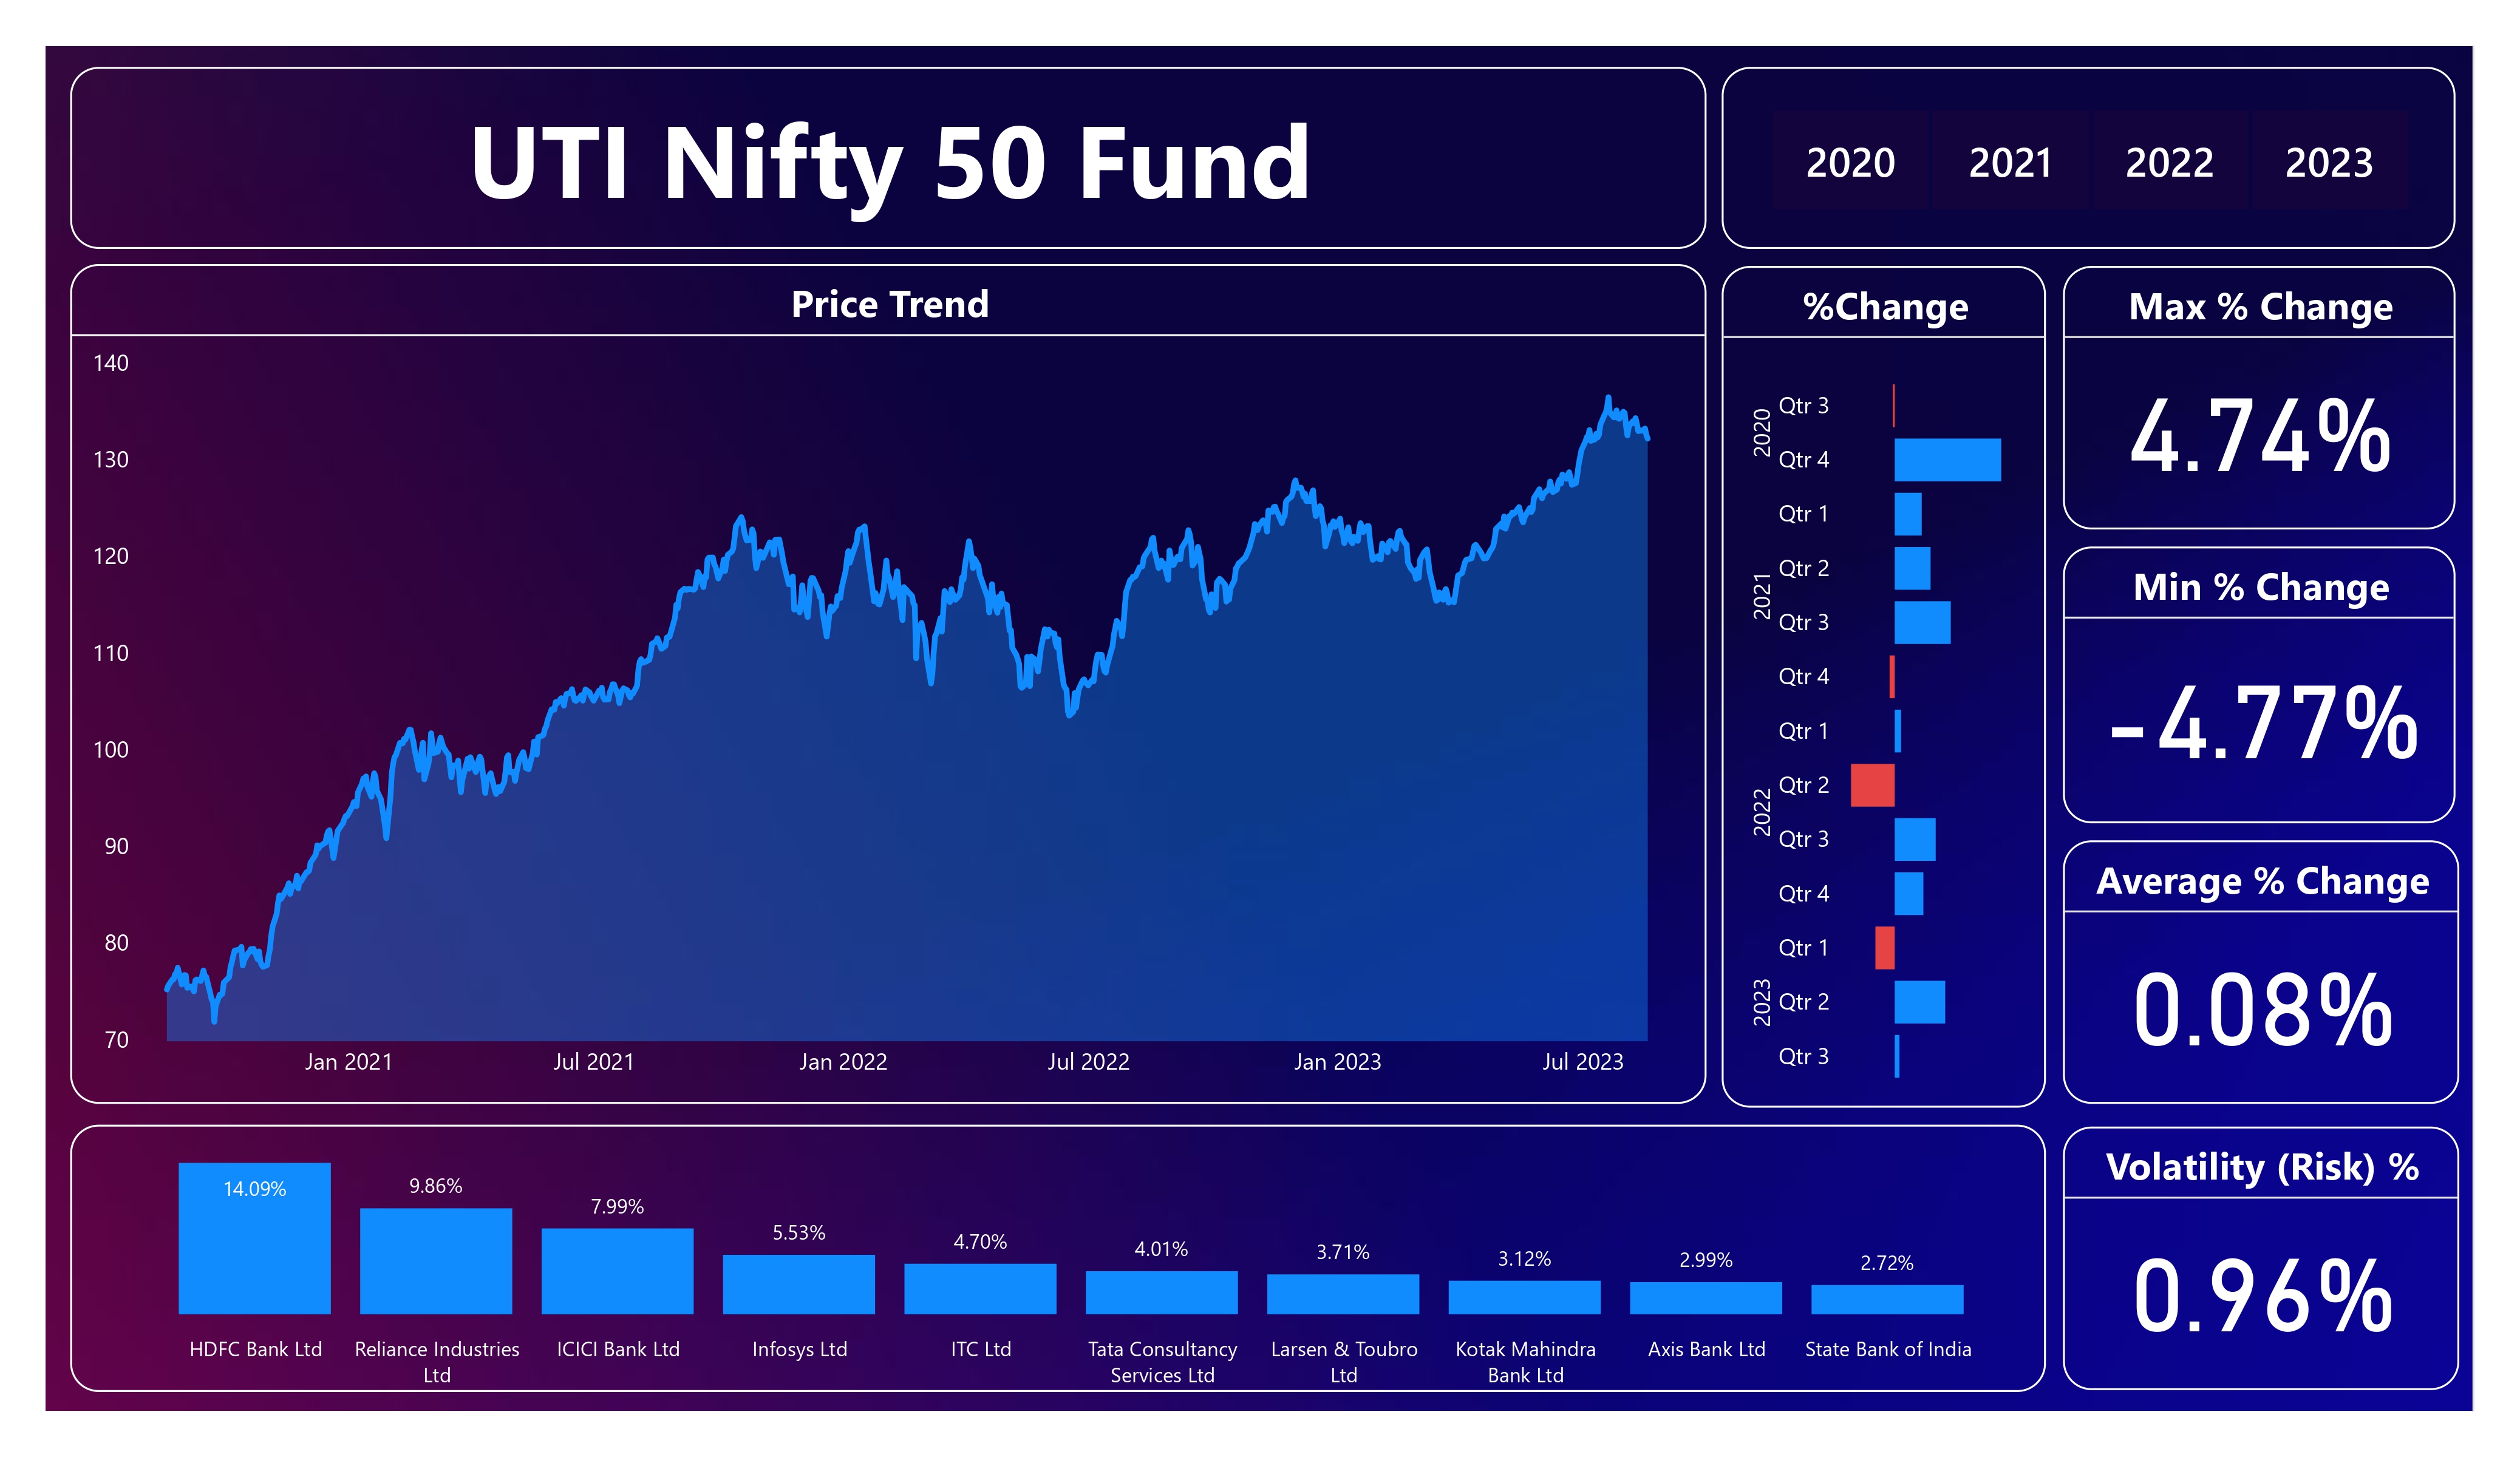 UTI Nifty 50 Fund
2020 2021 2022 2023
Price Trend
140
130
120
110
100
90
80
70
Jan 2021 Jul 2021 Jan 2022 Jul 2022 Jan 2023 Jul 2023
%Change
2020
Qtr 3
Qtr 4
2021
Qtr 1
Qtr 2
Qtr 3
Qtr 4
2022
Qtr 1
Qtr 2
Qtr 3
Qtr 4
2023
Qtr 1
Qtr 2
Qtr 3
Max % Change
4.74%
Min % Change
-4.77%
Average % Change
0.08%
14.09% 9.86% 7.99% 5.53% 4.70% 4.01% 3.71% 3.12% 2.99% 2.72%
HDFC Bank Ltd
Reliance Industries
Ltd
ICICI Bank Ltd
Infosys Ltd
ITC Ltd
Tata Consultancy
Services Ltd
Larsen & Toubro
Ltd
Kotak Mahindra
Bank Ltd
Axis Bank Ltd
State Bank of India
Volatility (Risk) %
0.96%